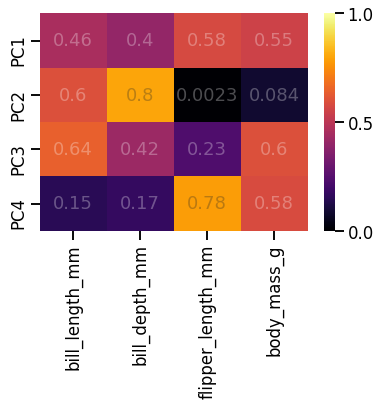 PC1 0.46 0.4 0.58 0.55
PC2 0.6 0.8 0.0023 0.084
PC3 0.64 0.42 0.23 0.6
PC4 0.15 0.17 0.78 0.58
bill_length_mm
bill_depth_mm
flipper_length_mm
body_mass_g
1.0
0.5
0.0